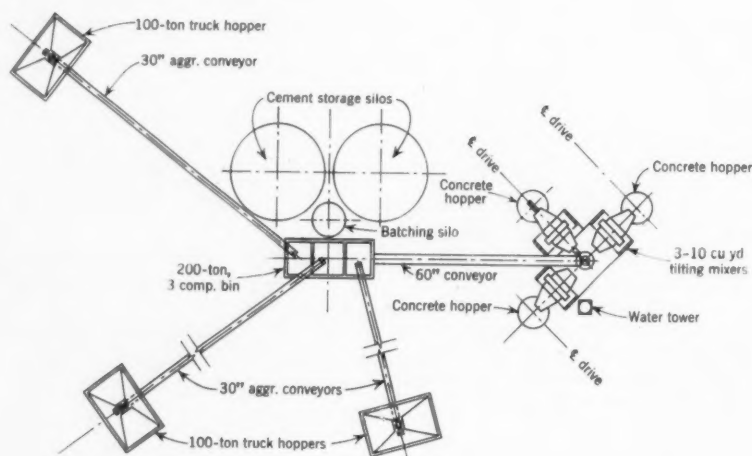 100-ton truck hopper
30" aggr. conveyor
Cement storage silos
℄ drive
℄ drive
Concrete hopper
Concrete
hopper
Batching silo
200-ton,
3 comp. bin
60" conveyor
3-10 cu yd
tilting mixers
Concrete hopper
Water tower
℄ drive
30" aggr. conveyors
100-ton truck hoppers